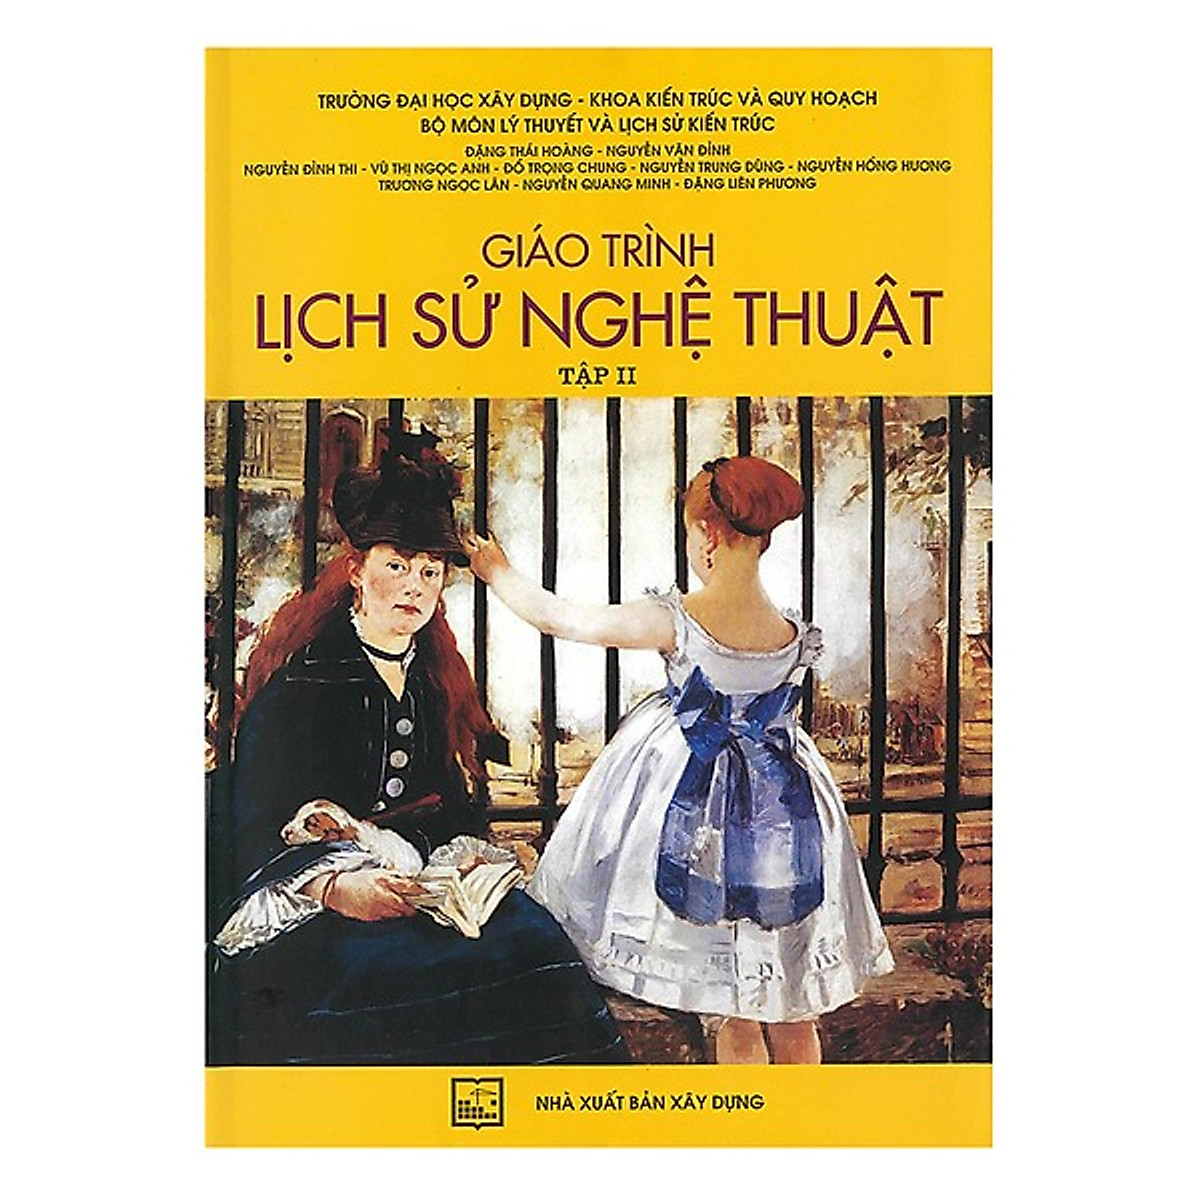 TRƯỜNG ĐẠI HỌC XÂY DỰNG - KHOA KIẾN TRÚC VÀ QUY HOẠCH
BỘ MÔN LÝ THUYẾT VÀ LỊCH SỬ KIẾN TRÚC
ĐẶNG THÁI HOÀNG - NGUYỄN VĂN ĐỈNH
NGUYỄN ĐÌNH THI - VŨ THỊ NGỌC ANH - ĐỖ TRỌNG CHUNG - NGUYỄN TRUNG DŨNG - NGUYỄN HỒNG HƯƠNG
TRƯƠNG NGỌC LÂN - NGUYỄN QUANG MINH - ĐẶNG LIÊN PHƯƠNG
GIÁO TRÌNH
LỊCH SỬ NGHỆ THUẬT
TẬP II
NHÀ XUẤT BẢN XÂY DỰNG